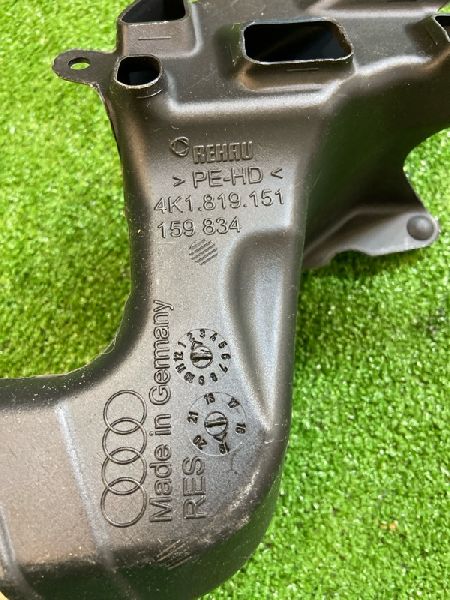 REHAU
> PE-HD <
4K1.819.151
159 834
Made in Germany
RES